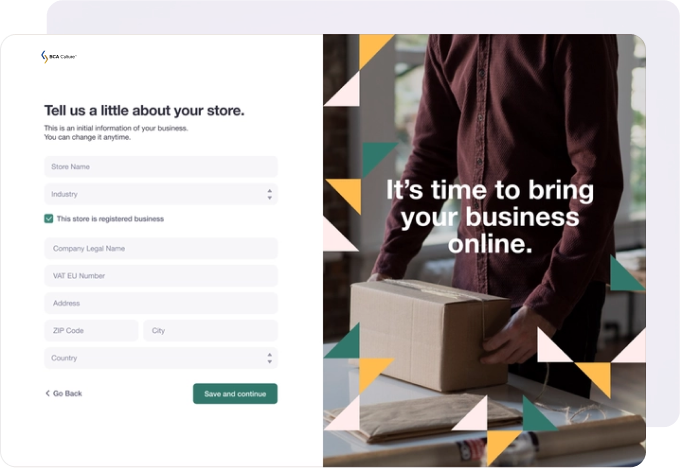 BCA Culture
Tell us a little about your store.
This is an initial information of your business.
You can change it anytime.
Store Name
Industry
This store is registered business
Company Legal Name
VAT EU Number
Address
ZIP Code City
Country
Go Back Save and continue
It's time to bring
your business
online.